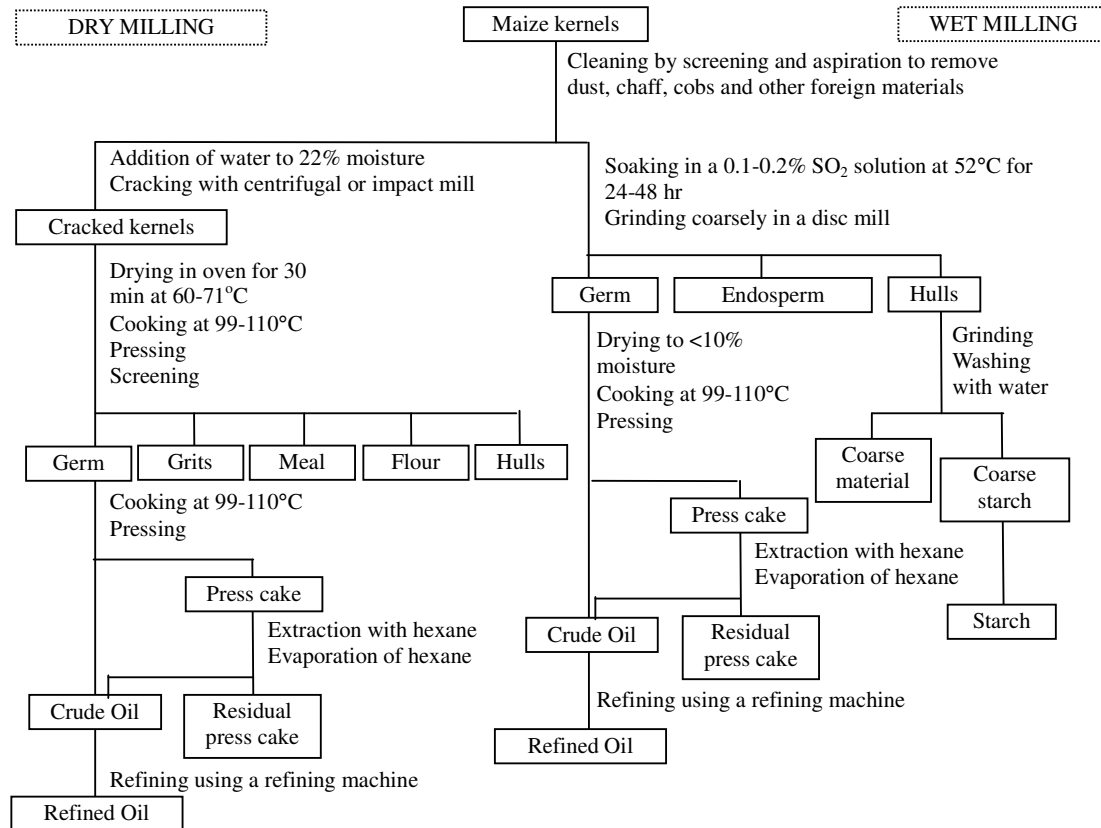 DRY MILLING
Maize kernels
WET MILLING
Cleaning by screening and aspiration to remove
dust, chaff, cobs and other foreign materials
Addition of water to 22% moisture
Cracking with centrifugal or impact mill
Cracked kernels
Drying in oven for 30
min at 60-71°C
Cooking at 99-110°C
Pressing
Screening
Germ
Grits
Meal
Flour
Hulls
Cooking at 99-110°C
Pressing
Press cake
Extraction with hexane
Evaporation of hexane
Crude Oil
Residual
press cake
Refining using a refining machine
Refined Oil
Soaking in a 0.1-0.2% SO₂ solution at 52°C for
24-48 hr
Grinding coarsely in a disc mill
Germ
Endosperm
Hulls
Drying to <10%
moisture
Cooking at 99-110°C
Pressing
Grinding
Washing
with water
Coarse
material
Coarse
starch
Press cake
Extraction with hexane
Evaporation of hexane
Starch
Crude Oil
Residual
press cake
Refining using a refining machine
Refined Oil